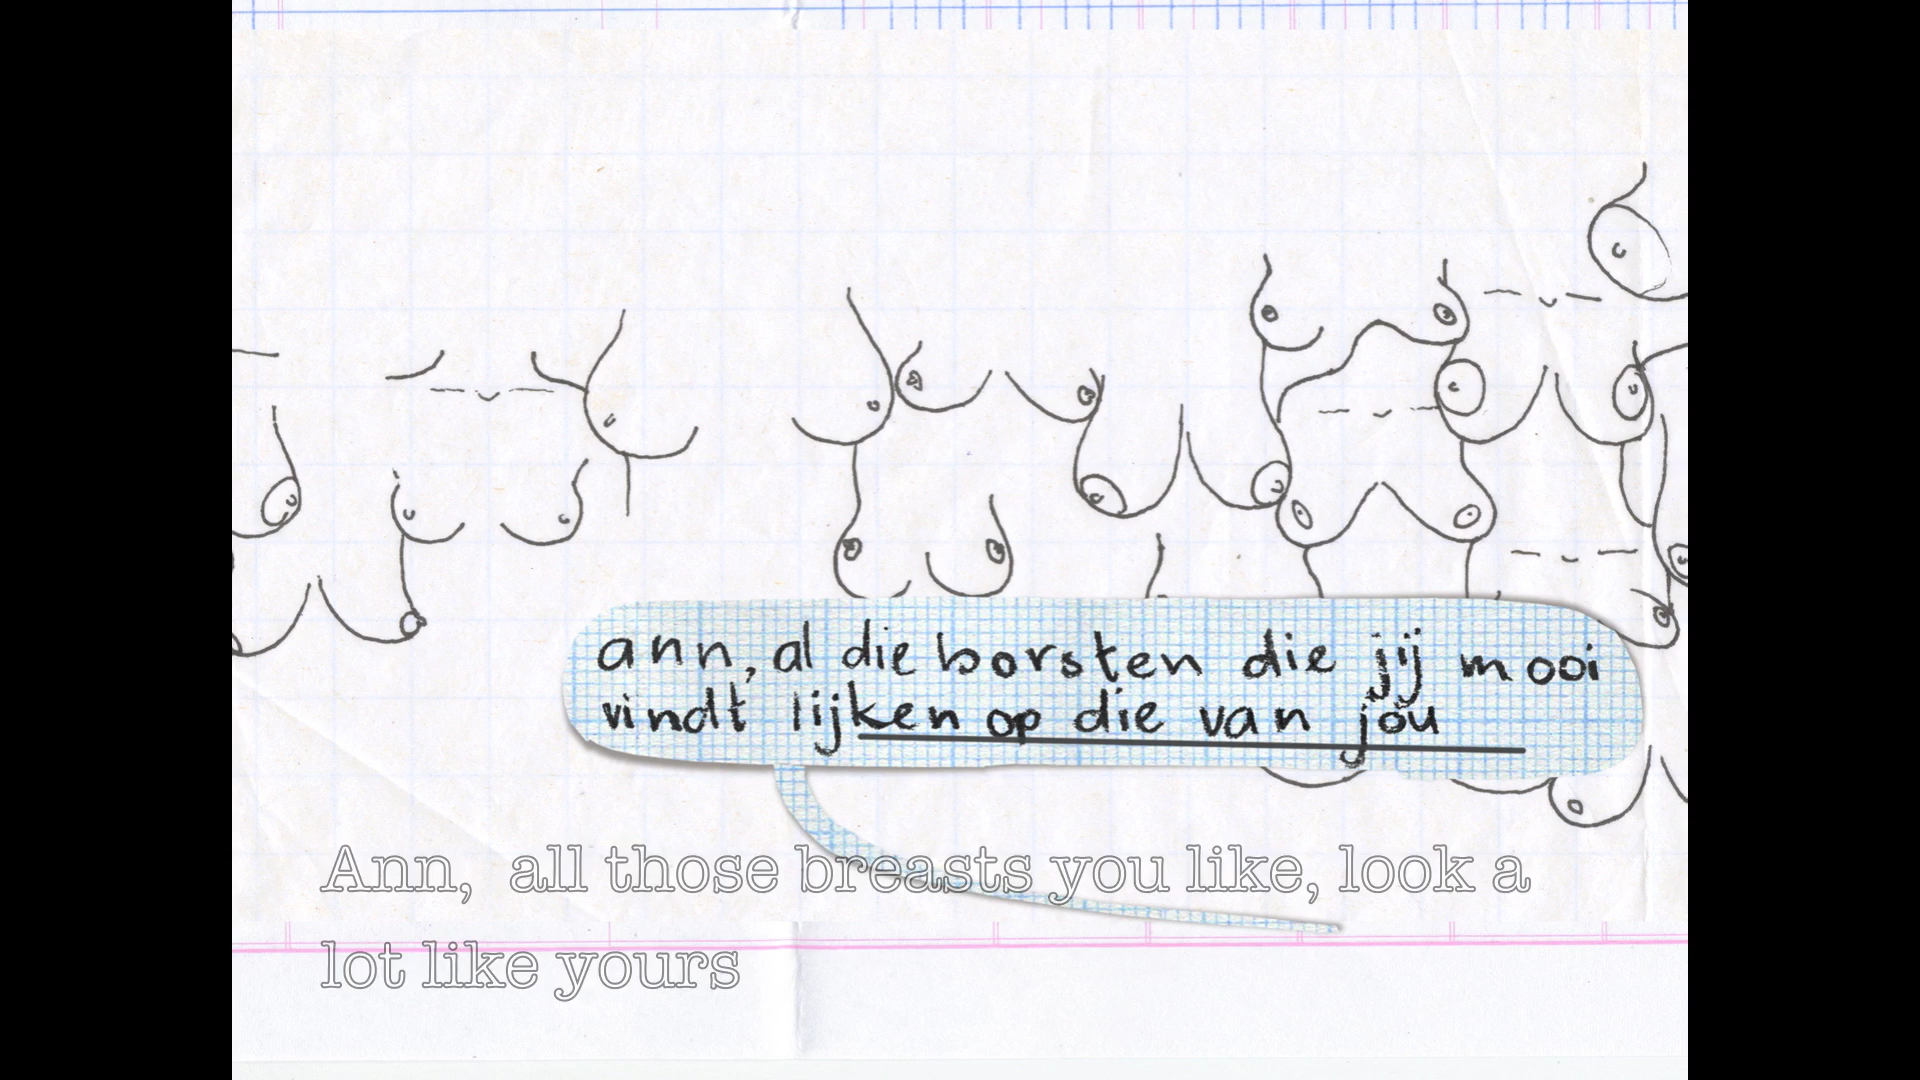 ann, al die borsten die jij mooi
vindt lijken op die van jou
Ann, all those breasts you like, look a
lot like yours